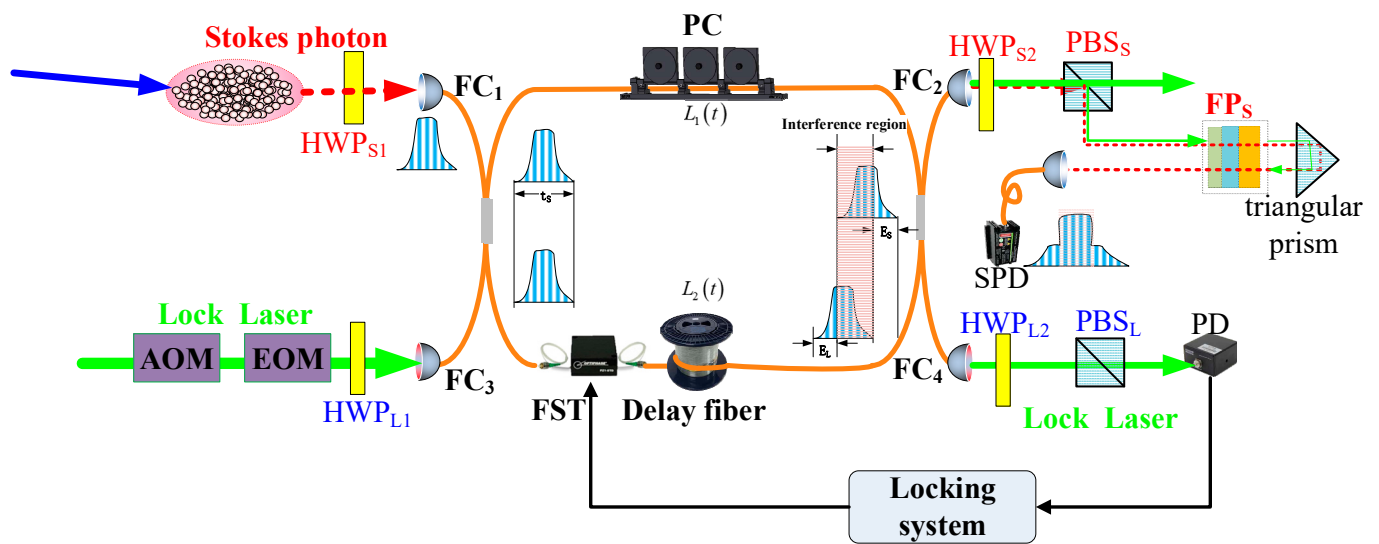 Stokes photon
PC
HWPS2
PBSS
FC1
FC2
L1(t)
FPS
Interference region
HWPS1
tS
ES
triangular
prism
SPD
L2(t)
Lock Laser
HWPL2
PBSL
PD
AOM
EOM
EL
FC3
FC4
HWPL1
FST
Delay fiber
Lock Laser
Locking
system